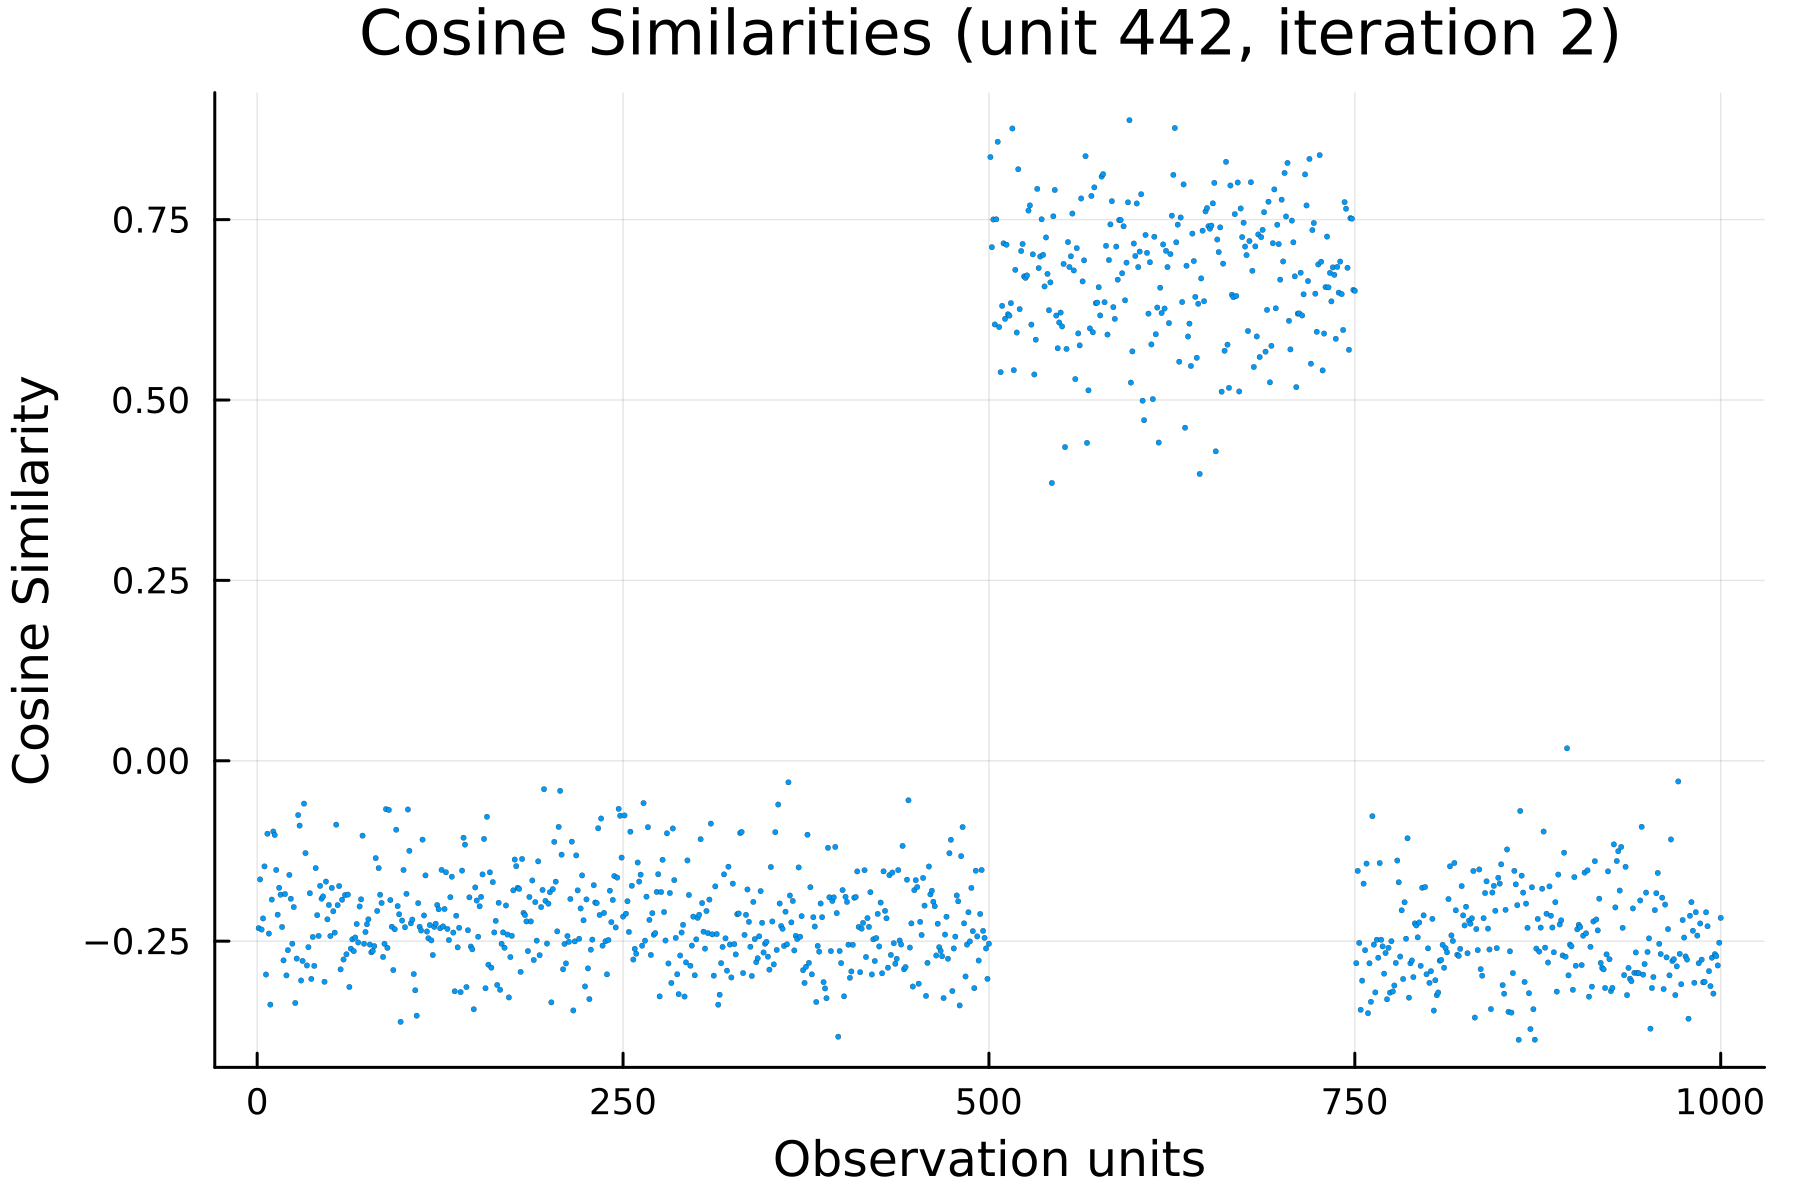 Cosine Similarities (unit 442, iteration 2)
Cosine Similarity
0.75
0.50
0.25
0.00
−0.25
0 250 500 750 1000
Observation units